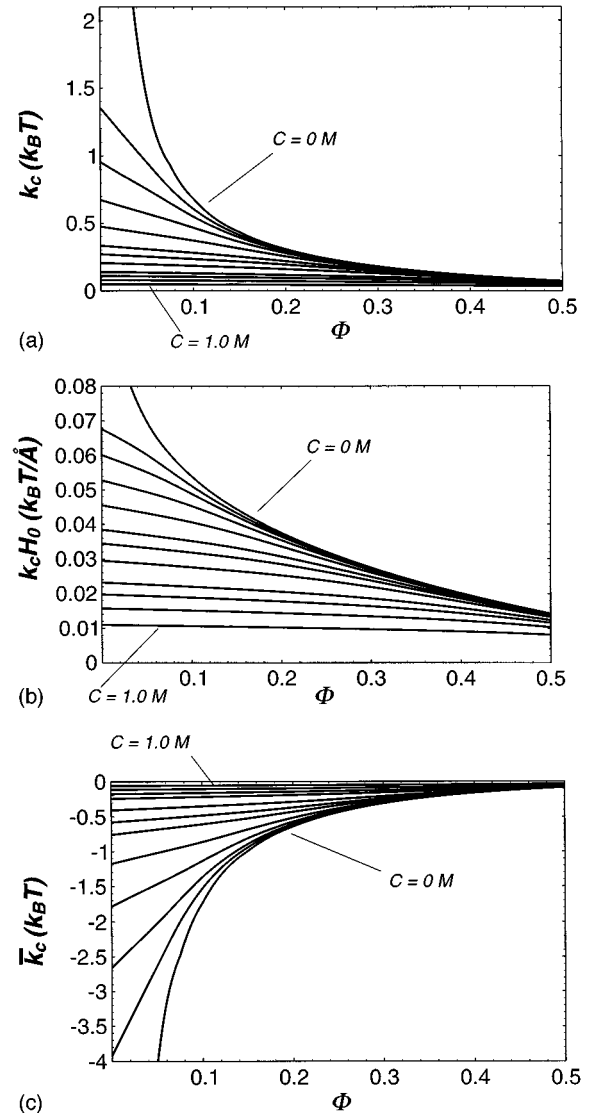 2
1.5
k_c (k_BT)
1
0.5
0
C = 0 M
C = 1.0 M
0.1 0.2 0.3 0.4 0.5
Φ
(a)
0.08
0.07
0.06
0.05
k_cH_0 (k_BT/Å)
0.04
0.03
0.02
0.01
0
C = 0 M
0.1 0.2 0.3 0.4 0.5
C = 1.0 M
Φ
(b)
C = 1.0 M
0
-0.5
-1
-1.5
k̅_c (k_BT)
-2
-2.5
-3
-3.5
-4
C = 0 M
0.1 0.2 0.3 0.4 0.5
Φ
(c)